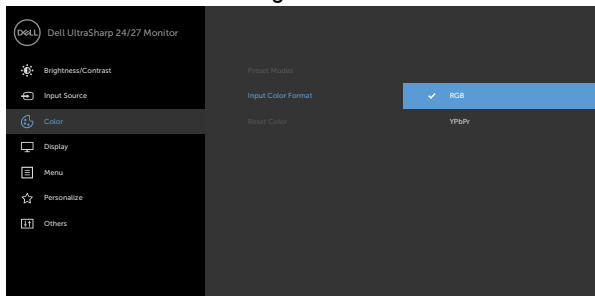 DELL Dell UltraSharp 24/27 Monitor
Brightness/Contrast
Preset Modes
Input Source
Input Color Format
RGB
Color
Reset Color
YPbPr
Display
Menu
Personalize
Others